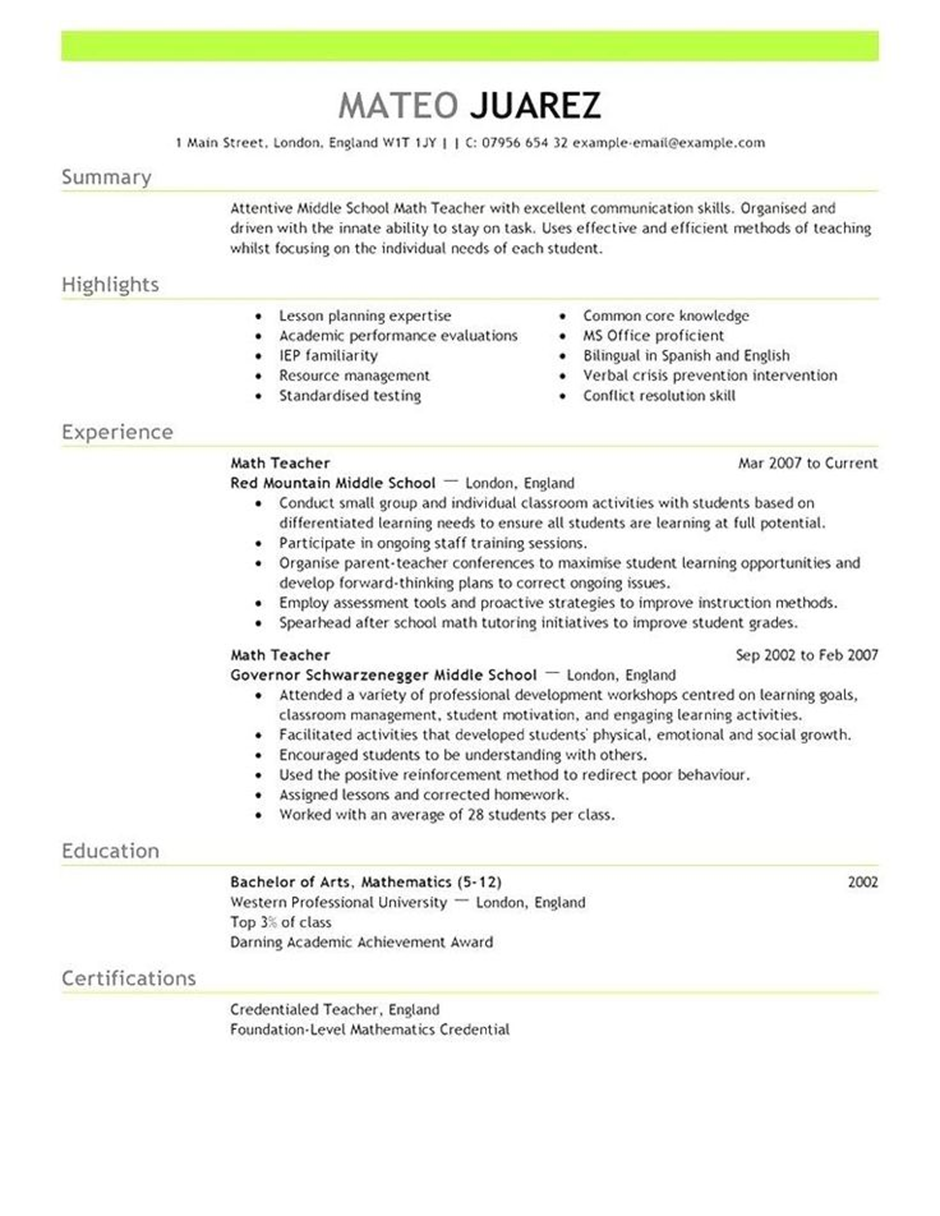 MATEO JUAREZ
1 Main Street, London, England W1T 1JY | | C: 07956 654 32 example-email@example.com
Summary
Attentive Middle School Math Teacher with excellent communication skills. Organised and
driven with the innate ability to stay on task. Uses effective and efficient methods of teaching
whilst focusing on the individual needs of each student.
Highlights
• Lesson planning expertise
• Academic performance evaluations
• IEP familiarity
• Resource management
• Standardised testing
• Common core knowledge
• MS Office proficient
• Bilingual in Spanish and English
• Verbal crisis prevention intervention
• Conflict resolution skill
Experience
Math Teacher Mar 2007 to Current
Red Mountain Middle School — London, England
• Conduct small group and individual classroom activities with students based on
differentiated learning needs to ensure all students are learning at full potential.
• Participate in ongoing staff training sessions.
• Organise parent-teacher conferences to maximise student learning opportunities and
develop forward-thinking plans to correct ongoing issues.
• Employ assessment tools and proactive strategies to improve instruction methods.
• Spearhead after school math tutoring initiatives to improve student grades.
Math Teacher Sep 2002 to Feb 2007
Governor Schwarzenegger Middle School — London, England
• Attended a variety of professional development workshops centred on learning goals,
classroom management, student motivation, and engaging learning activities.
• Facilitated activities that developed students' physical, emotional and social growth.
• Encouraged students to be understanding with others.
• Used the positive reinforcement method to redirect poor behaviour.
• Assigned lessons and corrected homework.
• Worked with an average of 28 students per class.
Education
Bachelor of Arts, Mathematics (5-12) 2002
Western Professional University — London, England
Top 3% of class
Darning Academic Achievement Award
Certifications
Credentialed Teacher, England
Foundation-Level Mathematics Credential